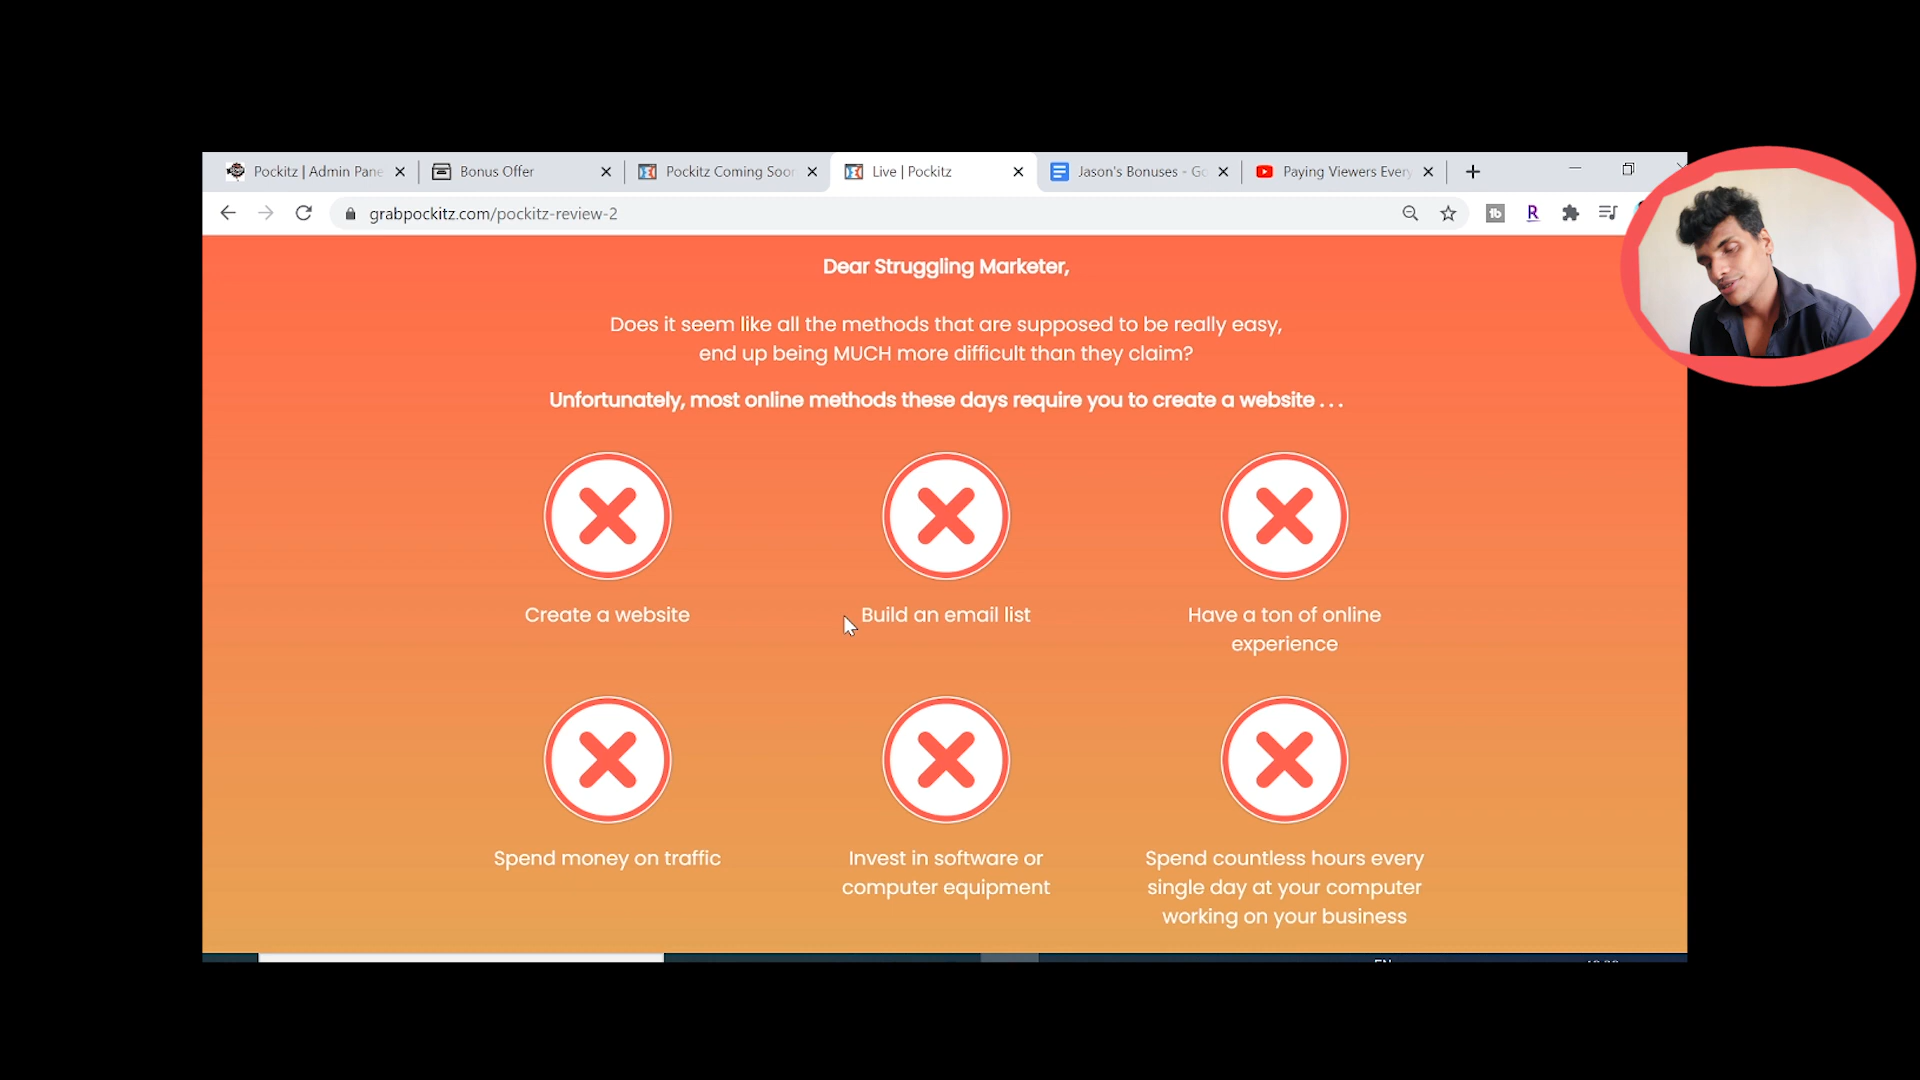 Pockitz | Admin Pane
Bonus Offer
Pockitz Coming Soon
Live | Pockitz
Jason's Bonuses - Go
Paying Viewers Every
grabpockitz.com/pockitz-review-2
Dear Struggling Marketer,
Does it seem like all the methods that are supposed to be really easy,
end up being MUCH more difficult than they claim?
Unfortunately, most online methods these days require you to create a website . . .
Create a website
Build an email list
Have a ton of online
experience
Spend money on traffic
Invest in software or
computer equipment
Spend countless hours every
single day at your computer
working on your business